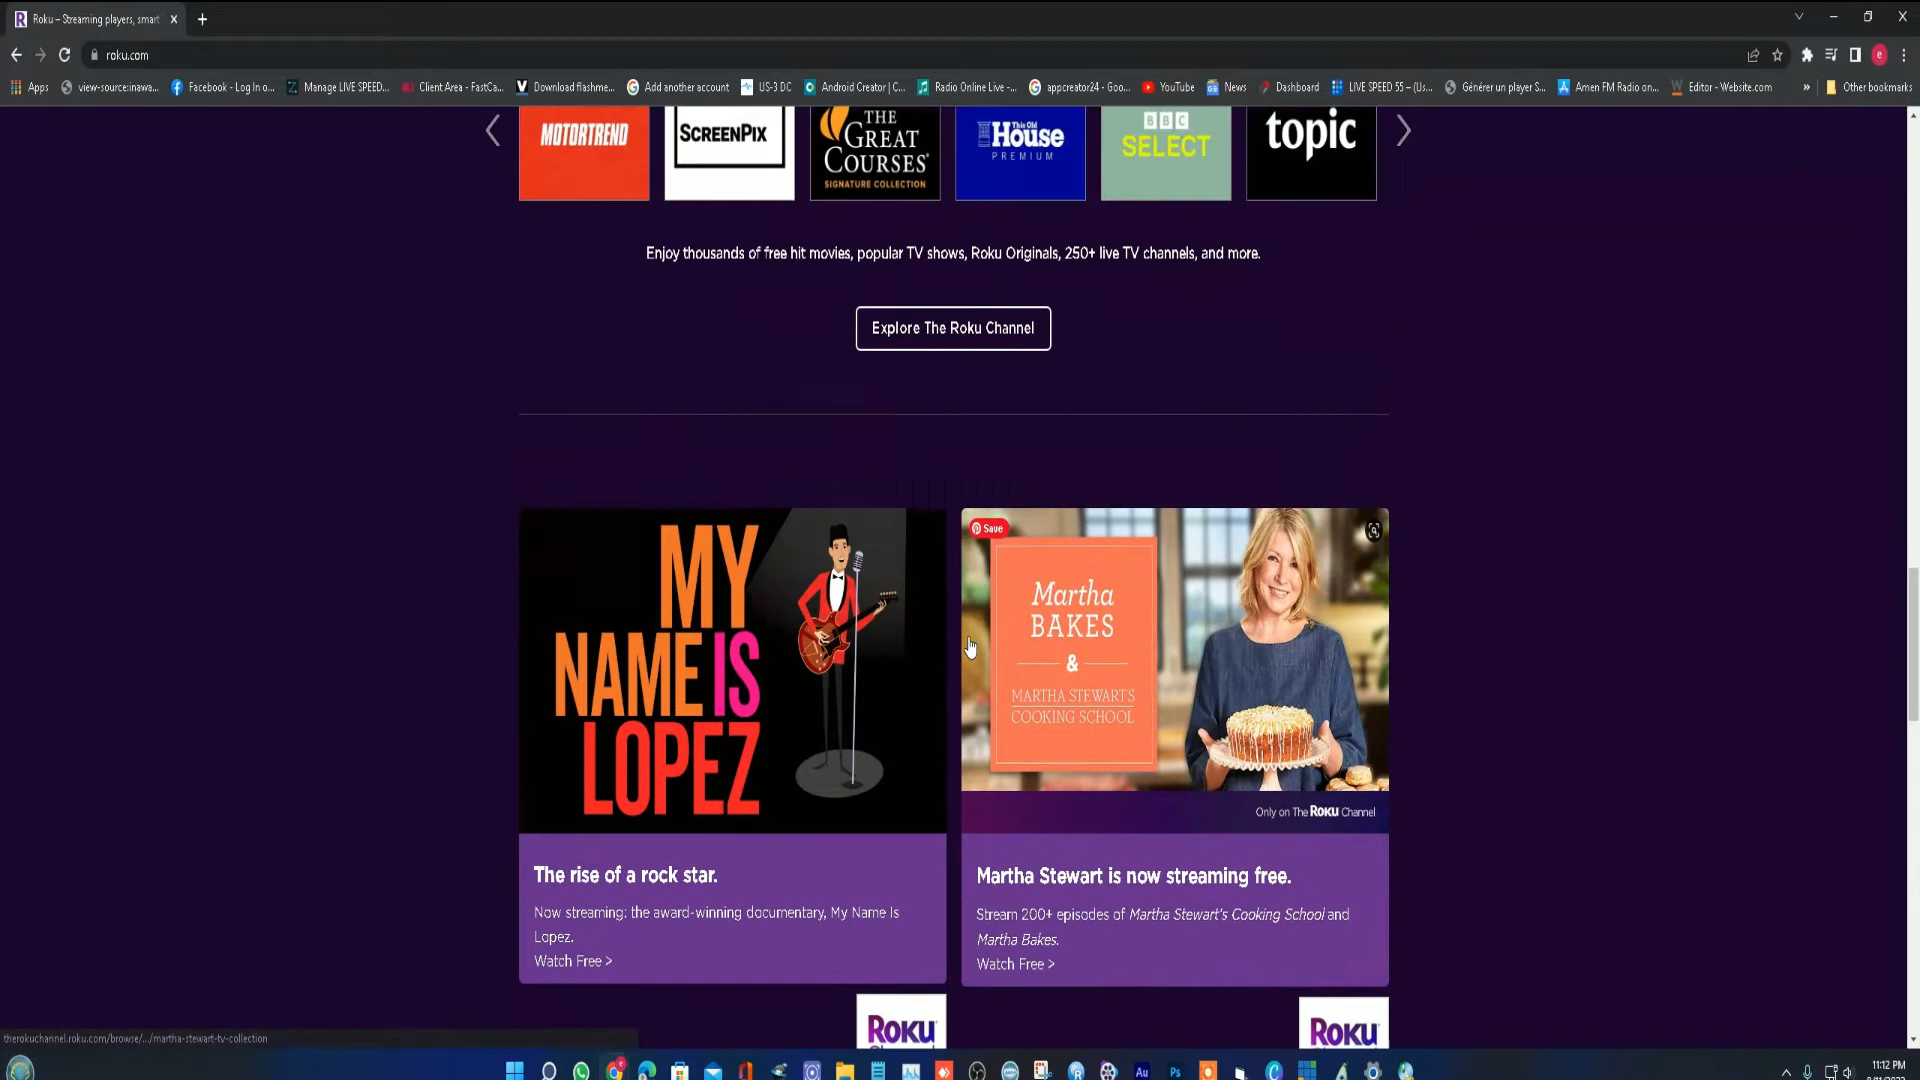 Roku – Streaming players, smart
roku.com
Apps
view-source:inawa...
Facebook - Log In o...
Manage LIVE SPEED...
Client Area - FastCa...
Download flashme...
Add another account
US-3 DC
Android Creator | C...
Radio Online Live -...
appcreator24 - Goo...
YouTube
News
Dashboard
LIVE SPEED 55 – (Us...
Générer un player S...
Amen FM Radio on...
Editor - Website.com
»
Other bookmarks
MOTORTREND
SCREENPIX
THE
GREAT
COURSES®
SIGNATURE COLLECTION
This Old
House
PREMIUM
BBC
SELECT
topic
Enjoy thousands of free hit movies, popular TV shows, Roku Originals, 250+ live TV channels, and more.
Explore The Roku Channel
MY
NAME IS
LOPEZ
Save
Martha
BAKES
&
MARTHA STEWART'S
COOKING SCHOOL
Only on The Roku Channel
The rise of a rock star.
Now streaming: the award-winning documentary, My Name Is
Lopez.
Watch Free >
Martha Stewart is now streaming free.
Stream 200+ episodes of Martha Stewart's Cooking School and
Martha Bakes.
Watch Free >
Roku
Roku
therokuchannel.roku.com/browse/.../martha-stewart-tv-collection
Au
Ps
11:12 PM